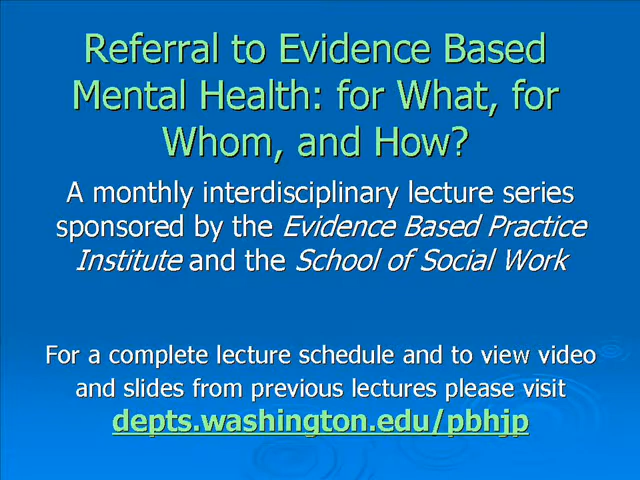 Referral to Evidence Based
Mental Health: for What, for
Whom, and How?
A monthly interdisciplinary lecture series
sponsored by the Evidence Based Practice
Institute and the School of Social Work
For a complete lecture schedule and to view video
and slides from previous lectures please visit
depts.washington.edu/pbhjp